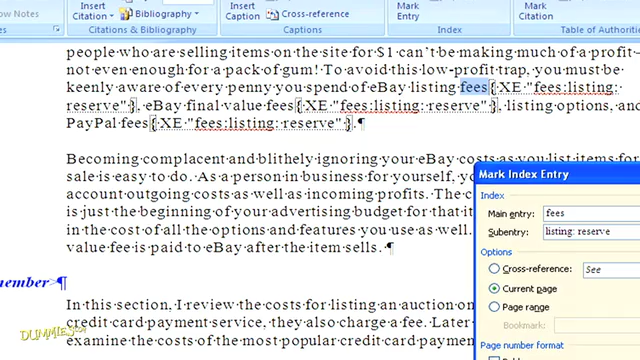 ow Notes
Insert
Citation
Bibliography
Insert
Caption
Cross-reference
Mark
Entry
Mark
Citation
Citations & Bibliography
Captions
Index
Table of Authorities
people·who·are·selling·items·on·the·site·for·$1·can't·be·making·much·of·a·profit–
not·even·enough·for·a·pack·of·gum!·To·avoid·this·low-profit·trap,·you·must·be·
keenly·aware·of·every·penny·you·spend·of·eBay·listing·fees{·XE·"fees:listing:·
reserve"·},·eBay·final·value·fees{·XE·"fees:listing:·reserve"·},·listing·options,·and·
PayPal·fees{·XE·"fees:listing:·reserve"·}.¶
Becoming·complacent·and·blithely·ignoring·your·eBay·costs·as·you·list·items·for·
sale·is·easy·to·do.·As·a·person·in·business·for·yourself,
account·outgoing·costs·as·well·as·incoming·profits.·The
is·just·the·beginning·of·your·advertising·budget·for·that
in·the·cost·of·all·the·options·and·features·you·use·as·well.
value·fee·is·paid·to·eBay·after·the·item·sells.·¶
member>¶
In·this·section,·I·review·the·costs·for·listing·an·auction·on
credit·card·payment·service,·they·also·charge·a·fee.·Later
examine·the·costs·of·the·most·popular·credit·card·payment
Mark Index Entry
Index
Main entry: fees
Subentry: listing: reserve
Options
Cross-reference: See
Current page
Page range
Bookmark:
Page number format
DUMMIES.COM